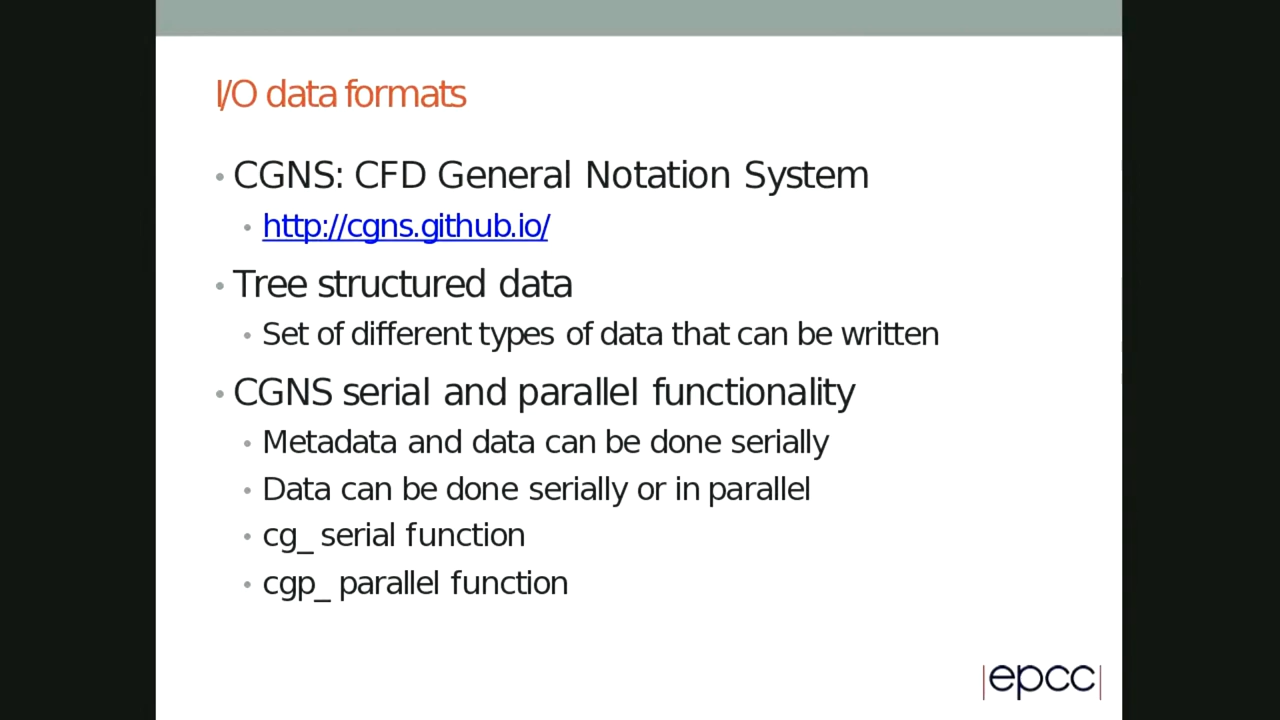 I/O data formats
• CGNS: CFD General Notation System
• http://cgns.github.io/
• Tree structured data
• Set of different types of data that can be written
• CGNS serial and parallel functionality
• Metadata and data can be done serially
• Data can be done serially or in parallel
• cg_ serial function
• cgp_ parallel function
|epcc|